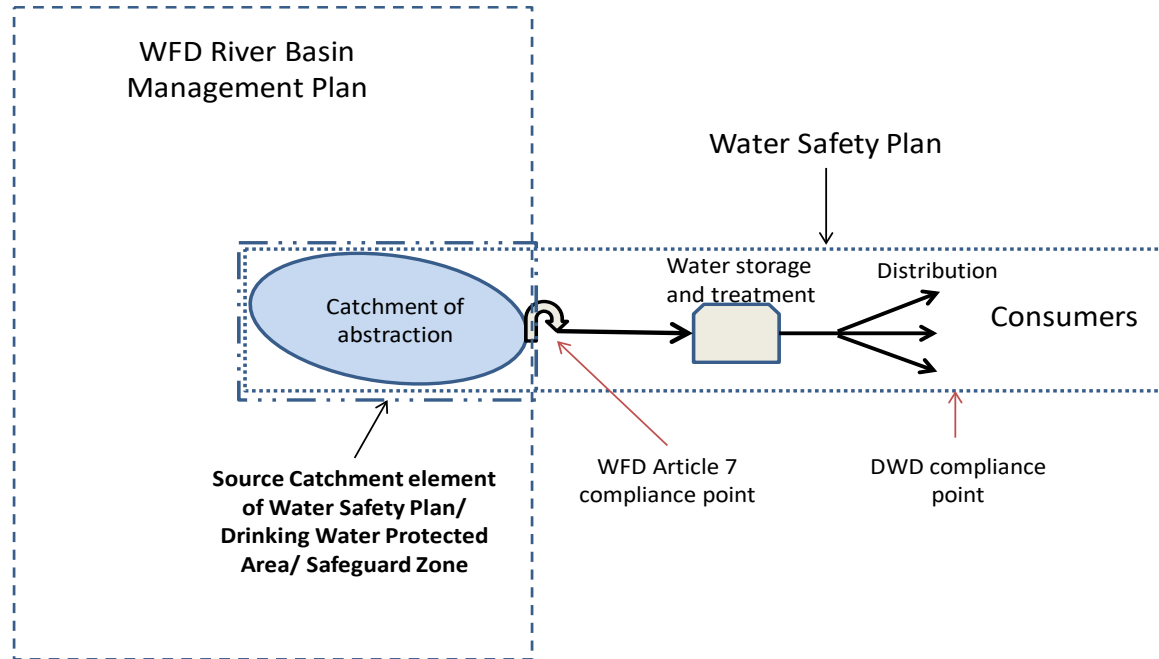 WFD River Basin
Management Plan
Water Safety Plan
Water storage
and treatment
Distribution
Catchment of
abstraction
Consumers
Source Catchment element
of Water Safety Plan/
Drinking Water Protected
Area/ Safeguard Zone
WFD Article 7
compliance point
DWD compliance
point